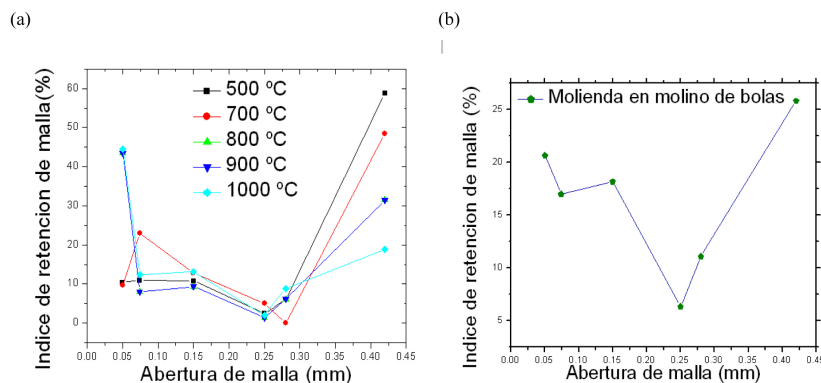 (a)
(b)
Indice de retencion de malla(%)
60
50
40
30
20
10
0
500 ºC
700 ºC
800 ºC
900 ºC
1000 ºC
0.00 0.05 0.10 0.15 0.20 0.25 0.30 0.35 0.40 0.45
Abertura de malla (mm)
Indice de retencion de malla (%)
25
20
15
10
5
Molienda en molino de bolas
0.00 0.05 0.10 0.15 0.20 0.25 0.30 0.35 0.40 0.45
Abertura de malla (mm)